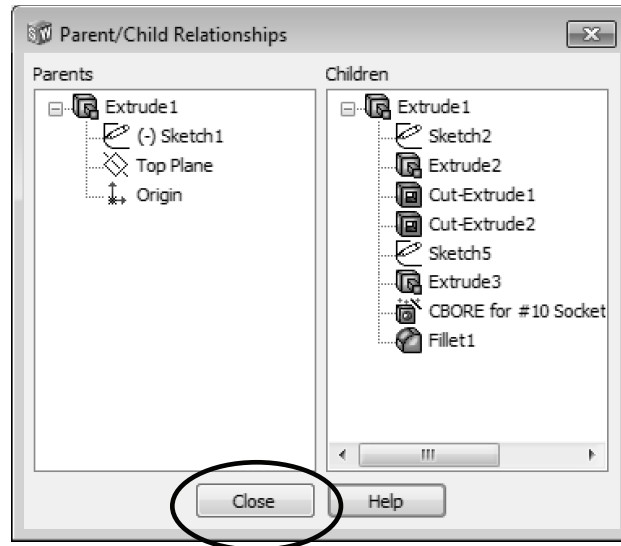 Parent/Child Relationships
Parents
Extrude1
(-) Sketch1
Top Plane
Origin
Children
Extrude1
Sketch2
Extrude2
Cut-Extrude1
Cut-Extrude2
Sketch5
Extrude3
CBORE for #10 Socket
Fillet1
Close
Help